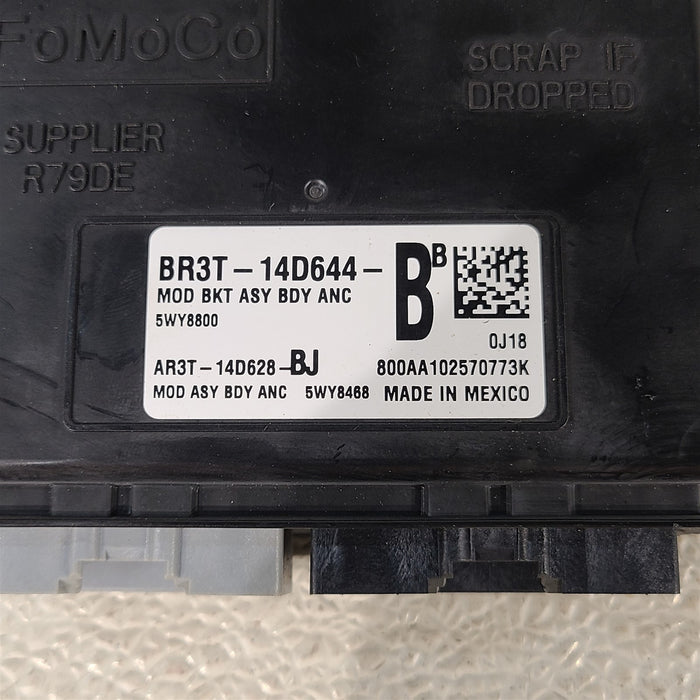 FoMoCo
SCRAP IF
DROPPED
SUPPLIER
R79DE
BR3T-14D644-BB
MOD BKT ASY BDY ANC
5WY8800
0J18
AR3T-14D628-BJ 800AA102570773K
MOD ASY BDY ANC 5WY8468 MADE IN MEXICO